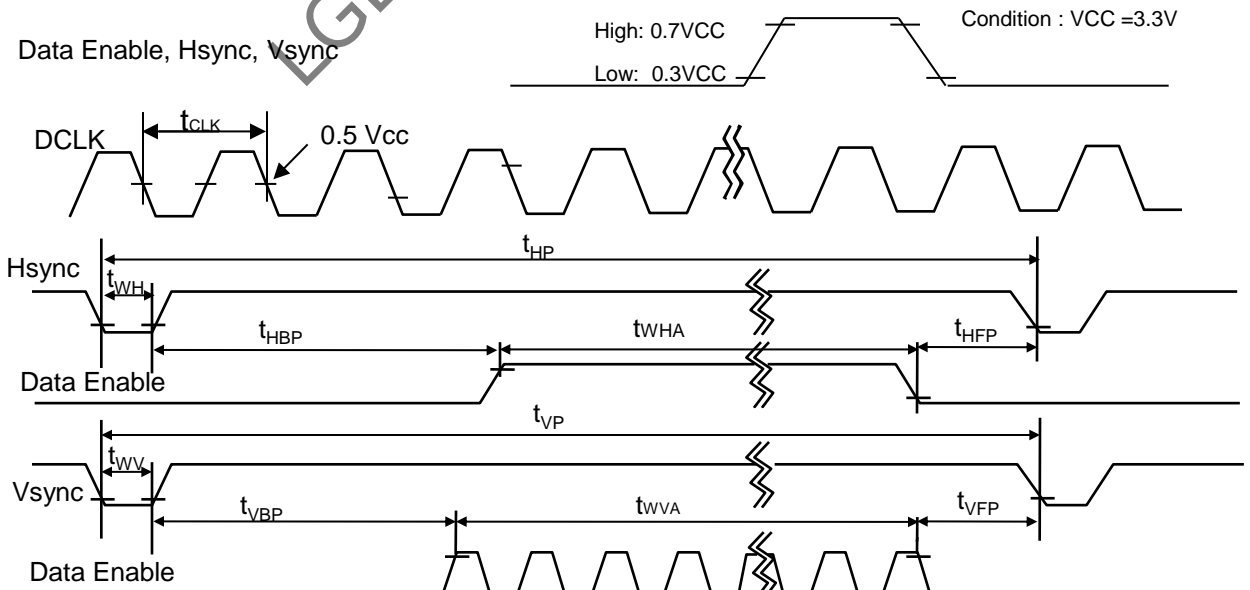 High: 0.7VCC
Condition : VCC =3.3V
Data Enable, Hsync, Vsync
Low: 0.3VCC
DCLK
tCLK
0.5 Vcc
tHP
Hsync
tWH
tHBP
tWHA
tHFP
Data Enable
tVP
tWV
Vsync
tVBP
tWVA
tVFP
Data Enable